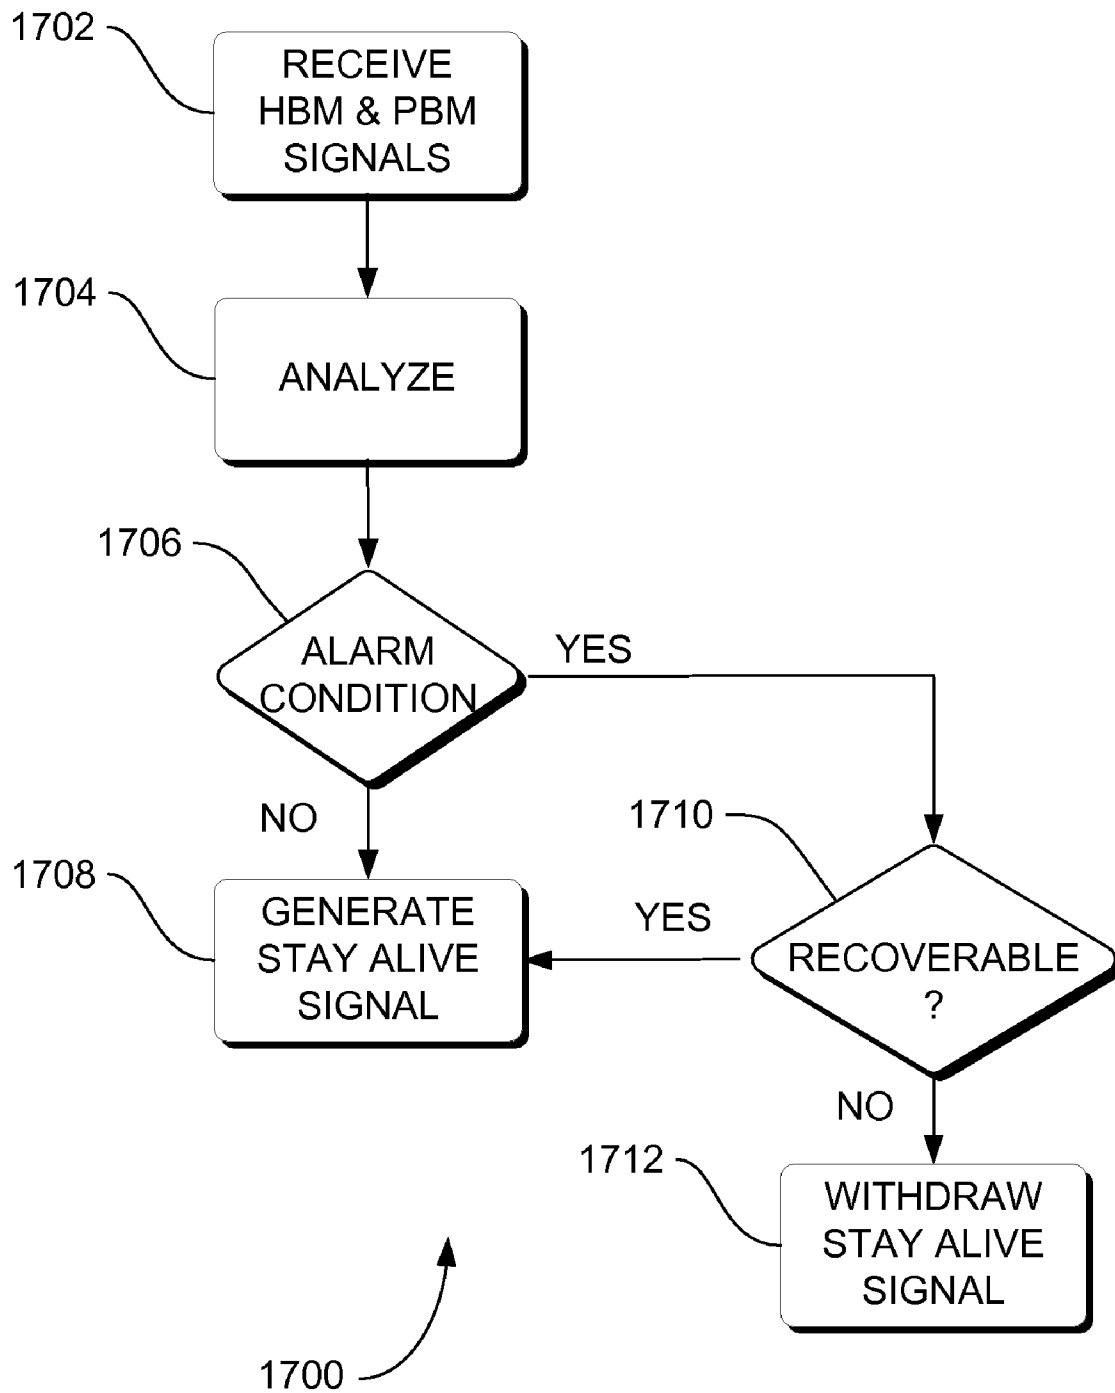 1702
RECEIVE
HBM & PBM
SIGNALS
1704
ANALYZE
1706
ALARM
CONDITION
YES
NO
1708
GENERATE
STAY ALIVE
SIGNAL
1710
YES
RECOVERABLE
?
NO
1712
WITHDRAW
STAY ALIVE
SIGNAL
1700